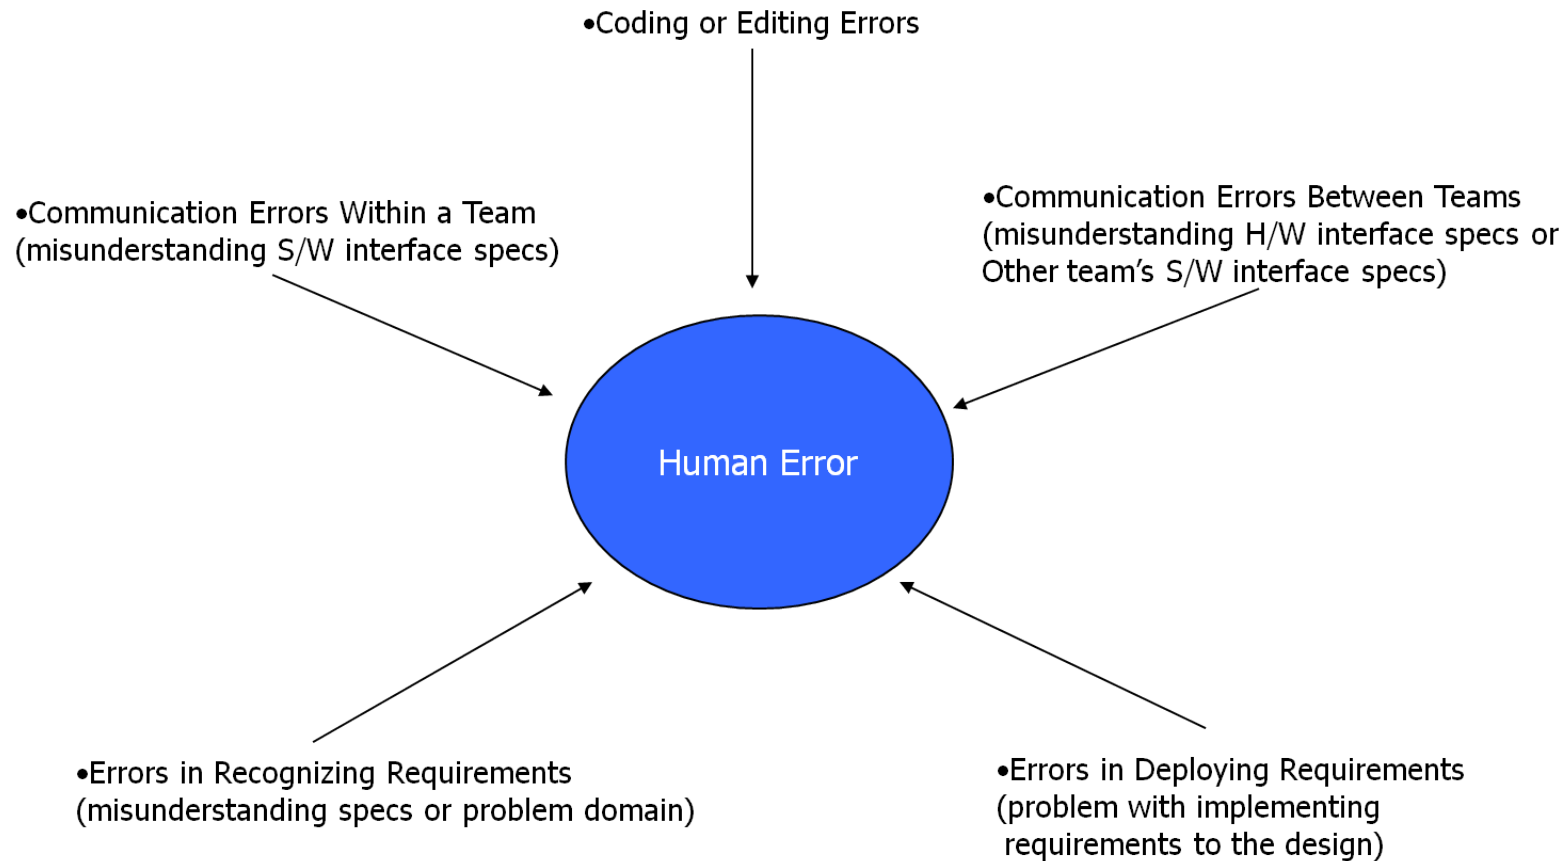 •Coding or Editing Errors
•Communication Errors Within a Team
(misunderstanding S/W interface specs)
•Communication Errors Between Teams
(misunderstanding H/W interface specs or
Other team’s S/W interface specs)
Human Error
•Errors in Recognizing Requirements
(misunderstanding specs or problem domain)
•Errors in Deploying Requirements
(problem with implementing
requirements to the design)